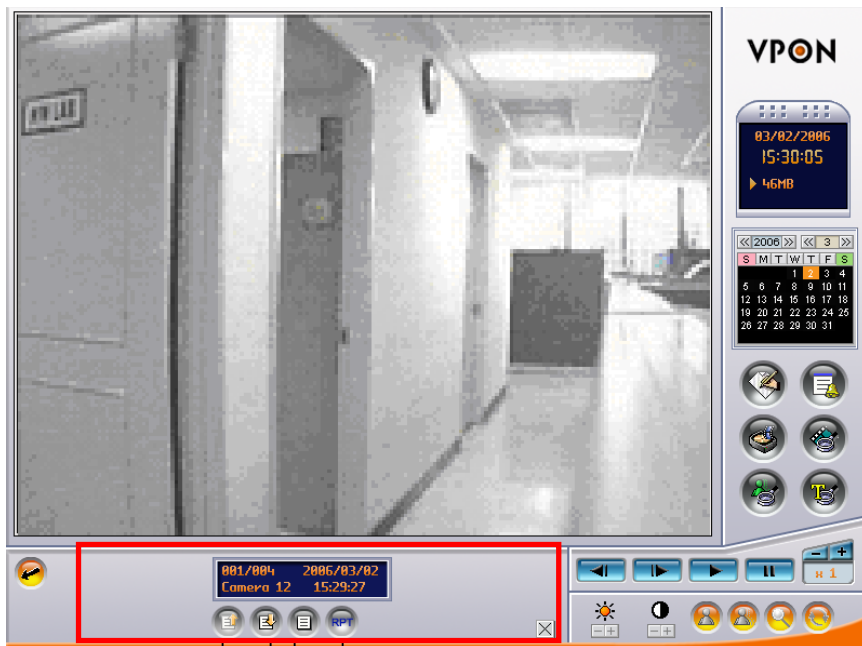 VPON
03/02/2006
15:30:05
46MB
2006 3
S M T W T F S
1 2 3 4
5 6 7 8 9 10 11
12 13 14 15 16 17 18
19 20 21 22 23 24 25
26 27 28 29 30 31
T
001/004 2006/03/02
Camera 12 15:29:27
RPT
- +
x 1
- + - +